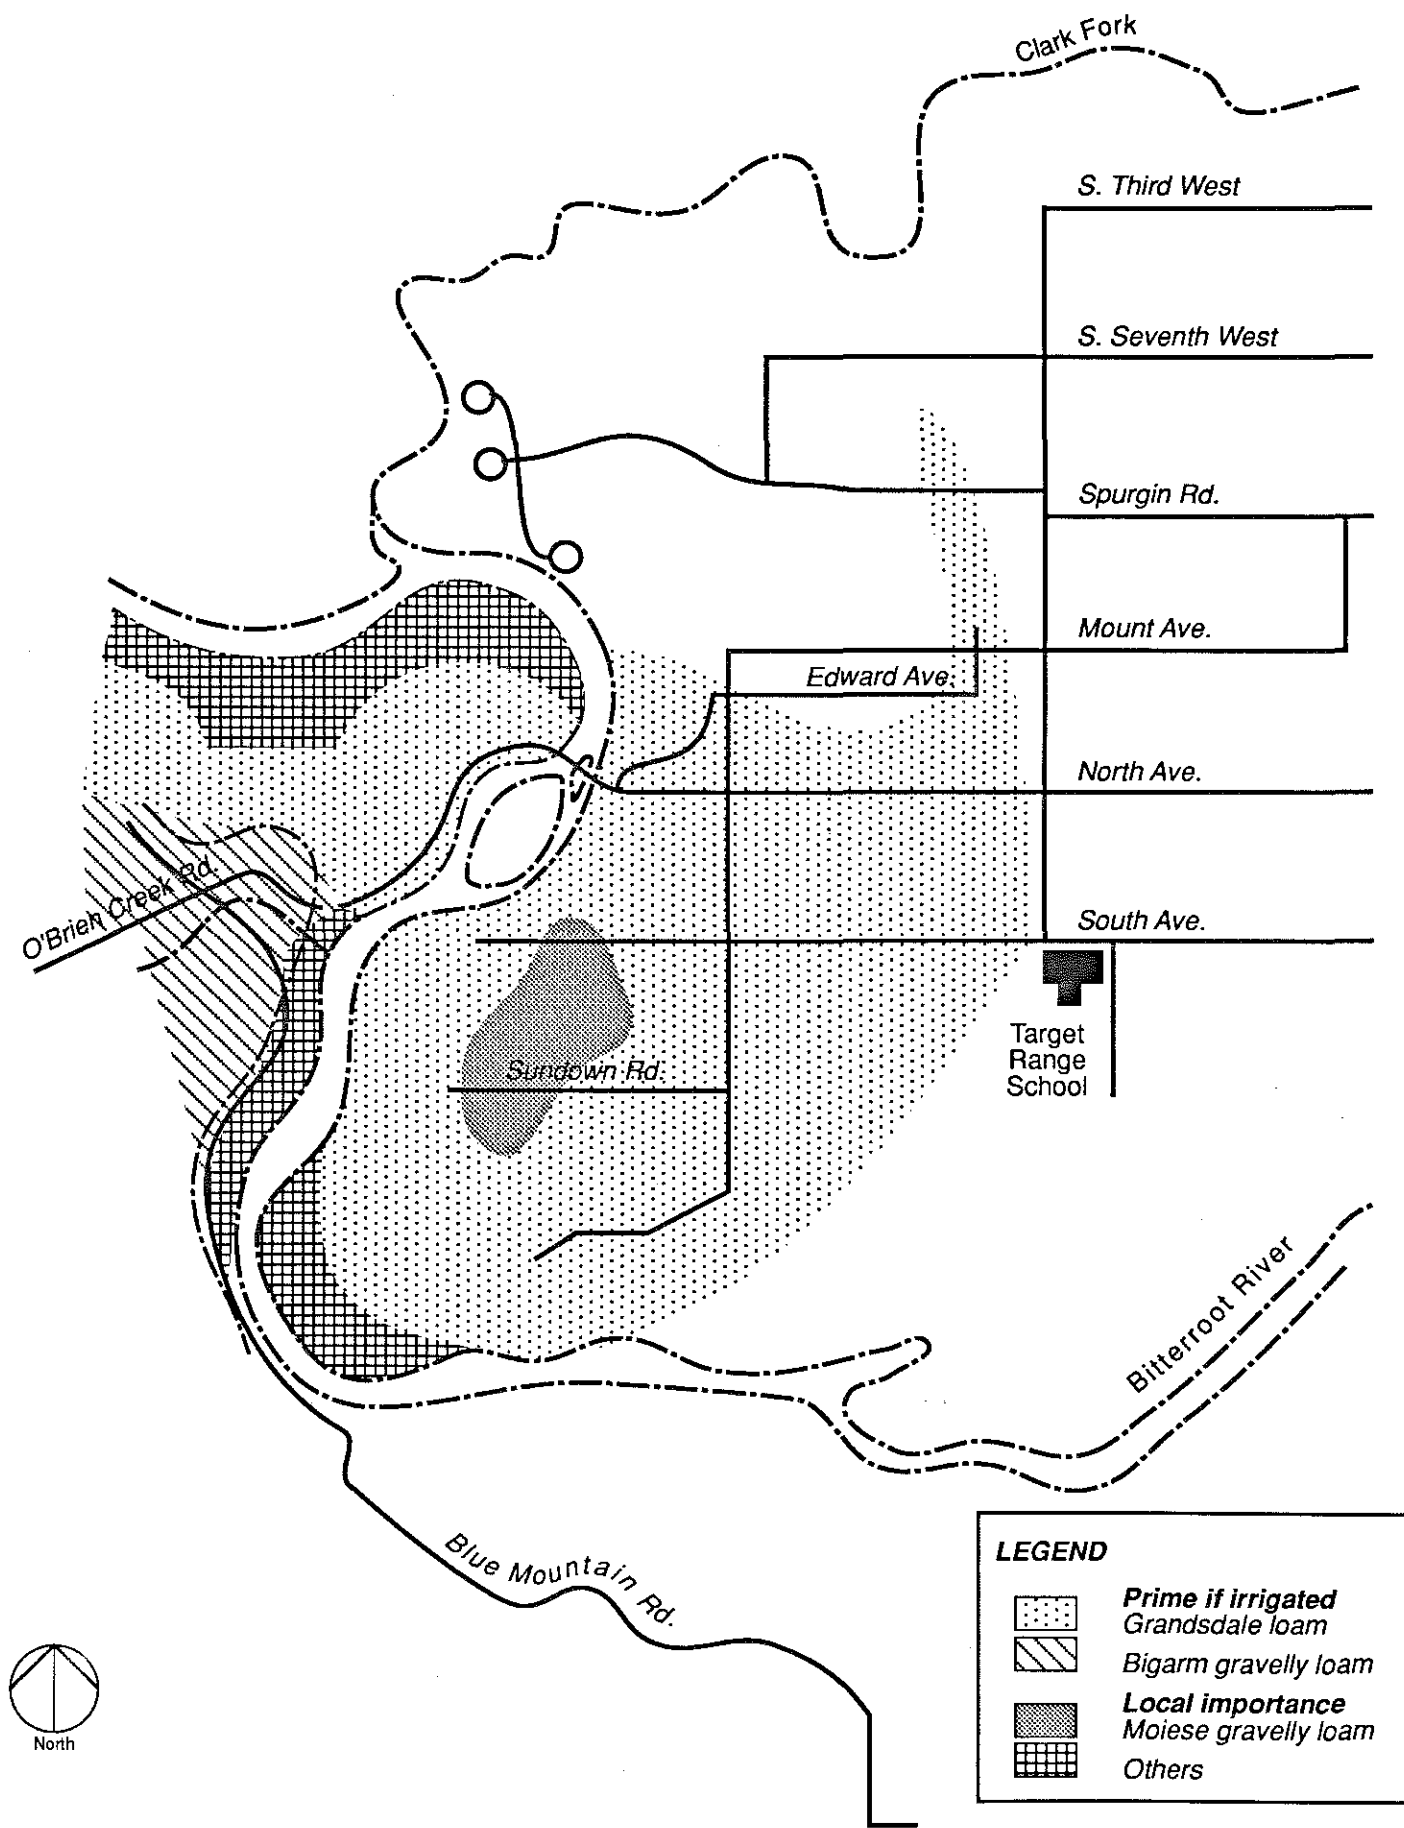 Clark Fork
S. Third West
S. Seventh West
Spurgin Rd.
Mount Ave.
Edward Ave.
North Ave.
O'Brien Creek Rd.
South Ave.
Target
Range
School
Sundown Rd.
Bitterroot River
Blue Mountain Rd.
LEGEND
Prime if irrigated
Grandsdale loam
Bigarm gravelly loam
Local importance
Moiese gravelly loam
Others
North